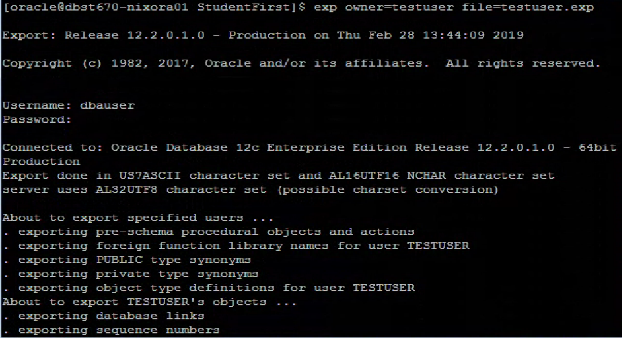 [oracle@dbst670-nixora01 StudentFirst]$ exp owner=testuser file=testuser.exp
Export: Release 12.2.0.1.0 - Production on Thu Feb 28 13:44:09 2019
Copyright (c) 1982, 2017, Oracle and/or its affiliates.  All rights reserved.
Username: dbauser
Password:
Connected to: Oracle Database 12c Enterprise Edition Release 12.2.0.1.0 - 64bit
Production
Export done in US7ASCII character set and AL16UTF16 NCHAR character set
server uses AL32UTF8 character set (possible charset conversion)
About to export specified users ...
. exporting pre-schema procedural objects and actions
. exporting foreign function library names for user TESTUSER
. exporting PUBLIC type synonyms
. exporting private type synonyms
. exporting object type definitions for user TESTUSER
About to export TESTUSER's objects ...
. exporting database links
. exporting sequence numbers